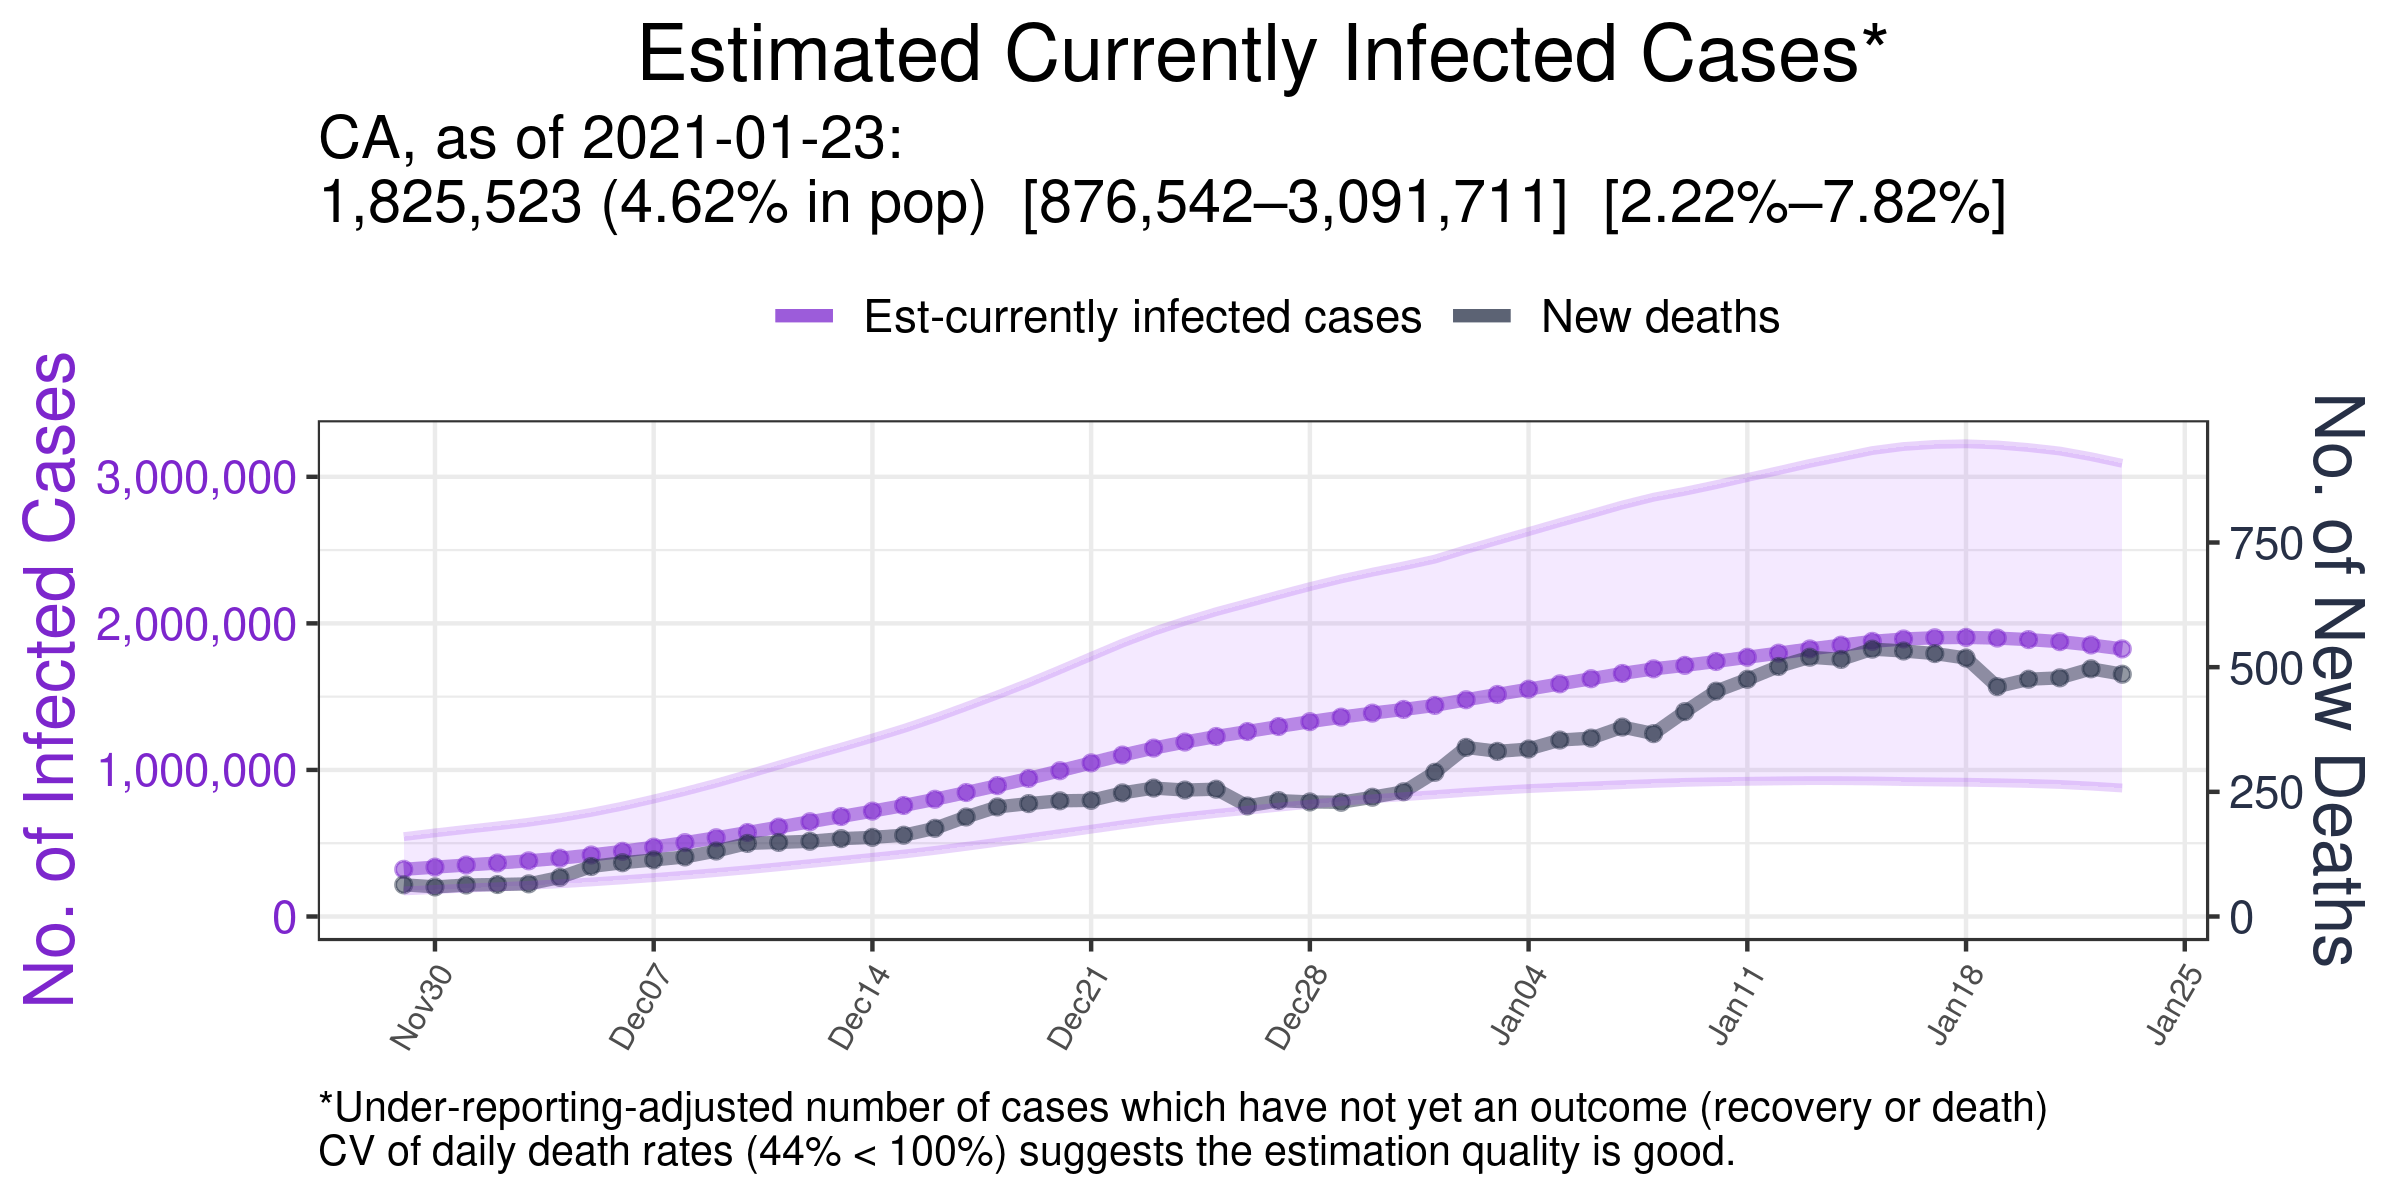 Estimated Currently Infected Cases*
CA, as of 2021-01-23:
1,825,523 (4.62% in pop)  [876,542–3,091,711]  [2.22%–7.82%]
Est-currently infected cases
New deaths
No. of Infected Cases
3,000,000
2,000,000
1,000,000
0
No. of New Deaths
750
500
250
0
Nov30
Dec07
Dec14
Dec21
Dec28
Jan04
Jan11
Jan18
Jan25
*Under-reporting-adjusted number of cases which have not yet an outcome (recovery or death)
CV of daily death rates (44% < 100%) suggests the estimation quality is good.